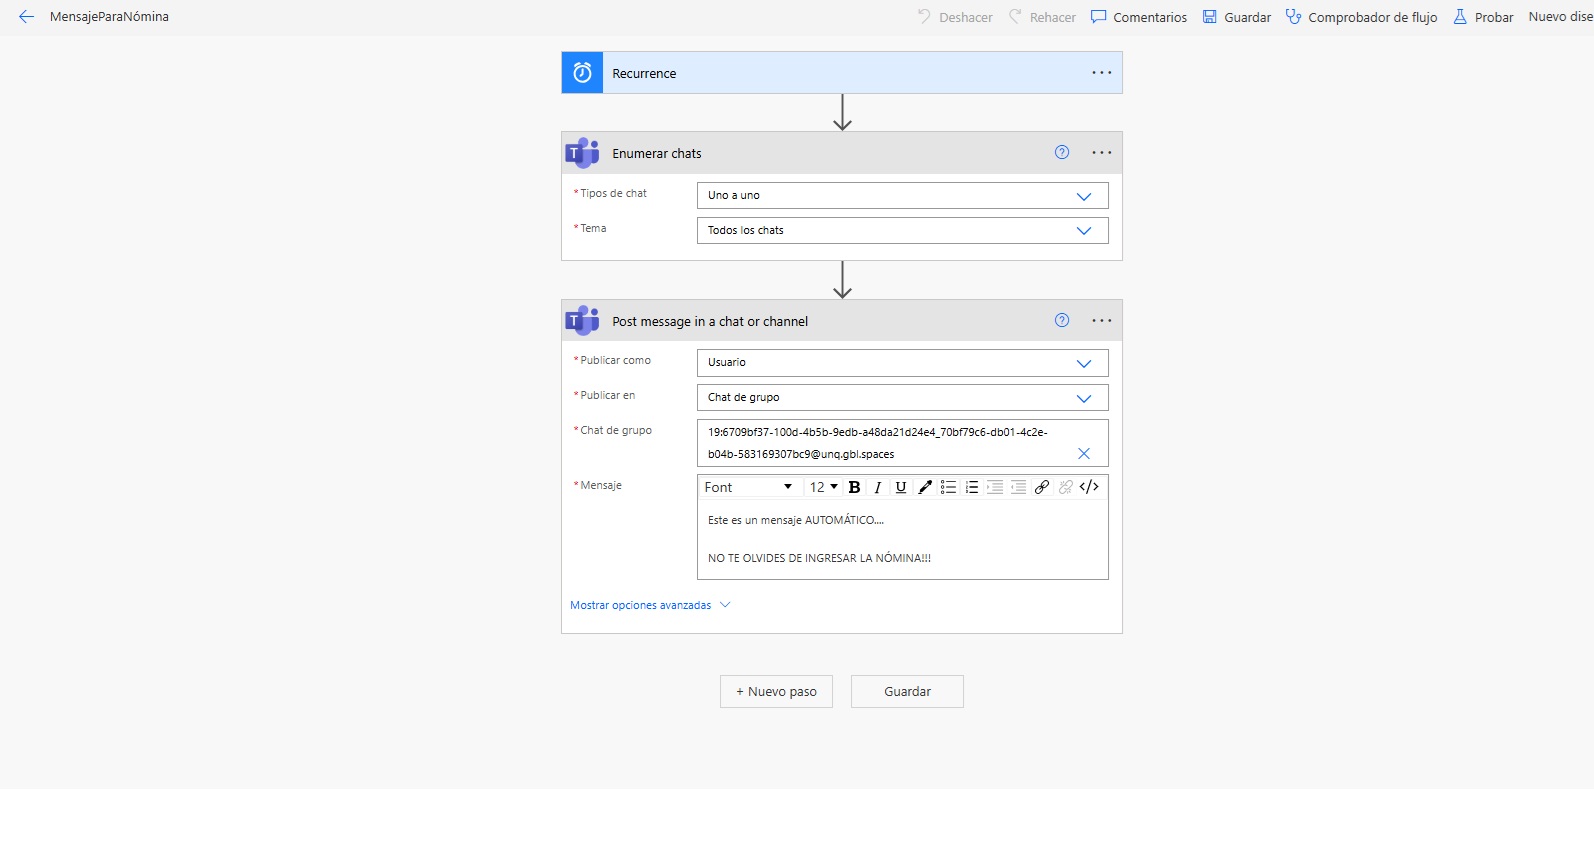 MensajeParaNómina
Deshacer
Rehacer
Comentarios
Guardar
Comprobador de flujo
Probar
Nuevo dise
Recurrence
Enumerar chats
*Tipos de chat
Uno a uno
*Tema
Todos los chats
Post message in a chat or channel
*Publicar como
Usuario
*Publicar en
Chat de grupo
*Chat de grupo
19:6709bf37-100d-4b5b-9edb-a48da21d24e4_70bf79c6-db01-4c2e-
b04b-583169307bc9@unq.gbl.spaces
*Mensaje
Font 12 B I U </>
Este es un mensaje AUTOMÁTICO....
NO TE OLVIDES DE INGRESAR LA NÓMINA!!!
Mostrar opciones avanzadas
+ Nuevo paso
Guardar